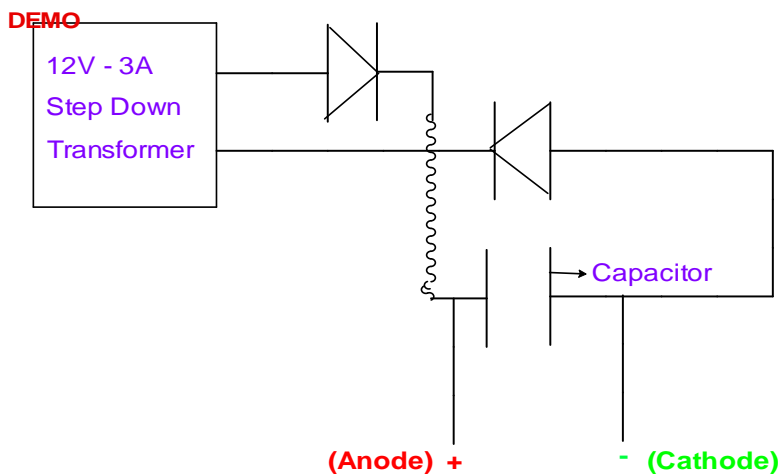 DEMO
12V - 3A
Step Down
Transformer
Capacitor
(Anode) +
- (Cathode)